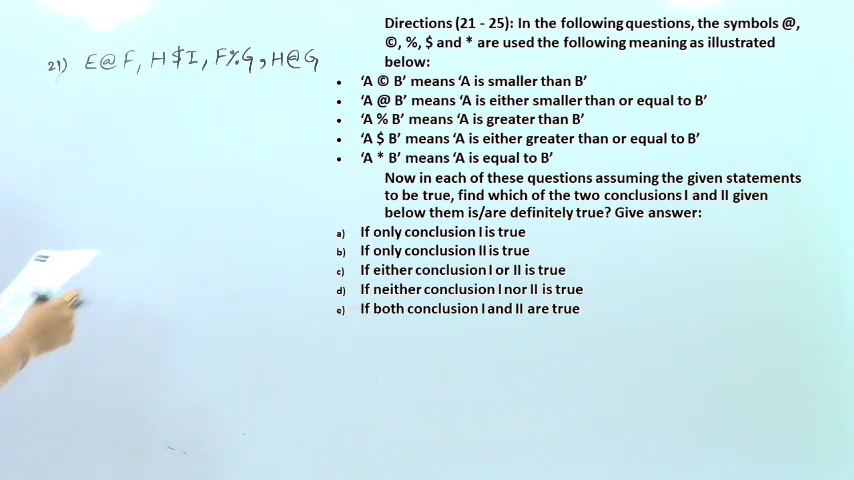 21) E @ F, H $ I, F % G, H @ G
Directions (21 - 25): In the following questions, the symbols @,
©, %, $ and * are used the following meaning as illustrated
below:
• 'A © B' means 'A is smaller than B'
• 'A @ B' means 'A is either smaller than or equal to B'
• 'A % B' means 'A is greater than B'
• 'A $ B' means 'A is either greater than or equal to B'
• 'A * B' means 'A is equal to B'
Now in each of these questions assuming the given statements
to be true, find which of the two conclusions I and II given
below them is/are definitely true? Give answer:
a) If only conclusion I is true
b) If only conclusion II is true
c) If either conclusion I or II is true
d) If neither conclusion I nor II is true
e) If both conclusion I and II are true